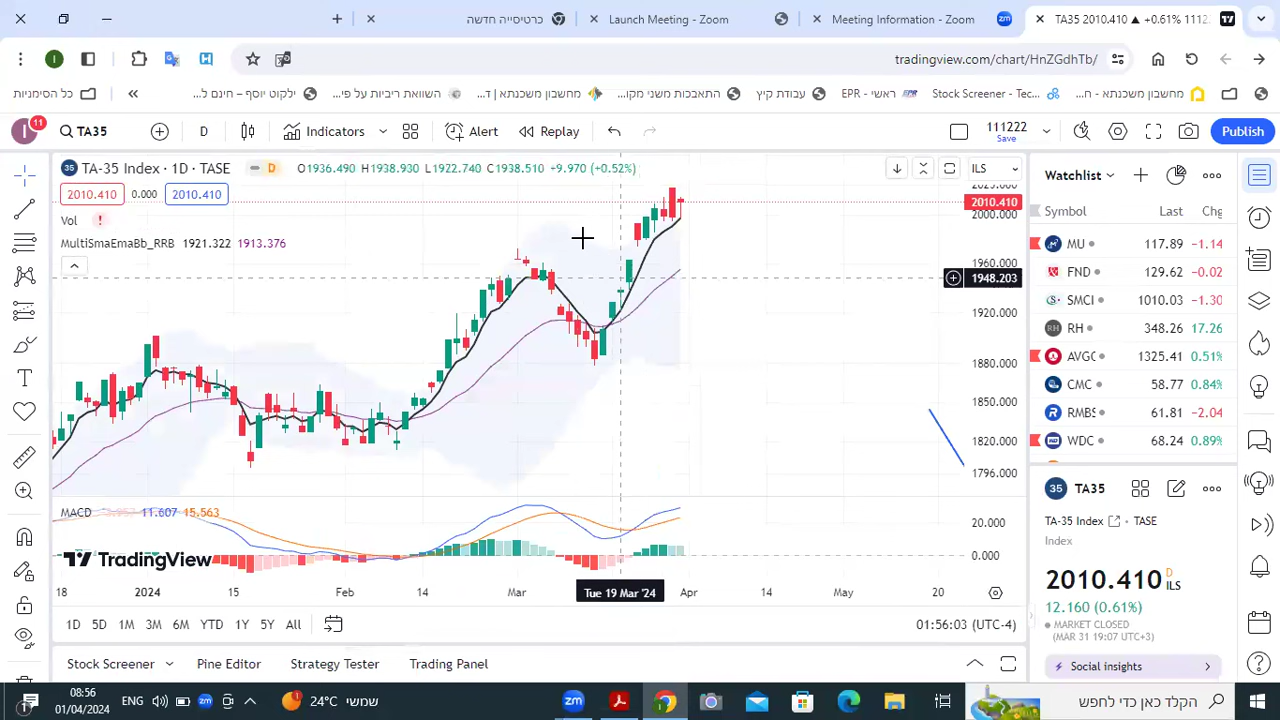 כרטיסייה חדשה
Launch Meeting - Zoom
Meeting Information - Zoom
TA35 2010.410 ▲ +0.61% 11122
tradingview.com/chart/HnZGdhTb/
כל הסימניות
ילקוט יוסף – חינם ל...
השוואת ריביות על פי...
מחשבון משכנתא | ד...
התאבכות משני מקו...
עבודת קיץ
EPR - ראשי
Stock Screener - Tec...
מחשבון משכנתא - ח...
11
TA35
D
Indicators
Alert
Replay
111222
Save
Publish
35 TA-35 Index · 1D · TASE
D
O1936.490 H1938.930 L1922.740 C1938.510 +9.970 (+0.52%)
ILS
2010.410 0.000 2010.410
Vol
MultiSmaEmaBb_RRB 1921.322 1913.376
2025.000
2010.410
2000.000
1960.000
1948.203
1920.000
1880.000
1850.000
1820.000
1796.000
MACD -3.957 11.607 15.563
20.000
0.000
TradingView
18 2024 15 Feb 14 Mar Tue 19 Mar '24 Apr 14 May 20
1D 5D 1M 3M 6M YTD 1Y 5Y All
01:56:03 (UTC-4)
Stock Screener
Pine Editor
Strategy Tester
Trading Panel
Watchlist
Symbol Last Chg
MU 117.89 -1.14
FND 129.62 -0.02
SMCI 1010.03 -1.30
RH 348.26 17.26
AVGO 1325.41 0.51%
CMC 58.77 0.84%
RMBS 61.81 -2.04
WDC 68.24 0.89%
35 TA35
TA-35 Index TASE
Index
2010.410 D ILS
12.160 (0.61%)
MARKET CLOSED
(MAR 31 19:07 UTC+3)
Social insights
08:56
01/04/2024
ENG
24°C שמשי
הקלד כאן כדי לחפש